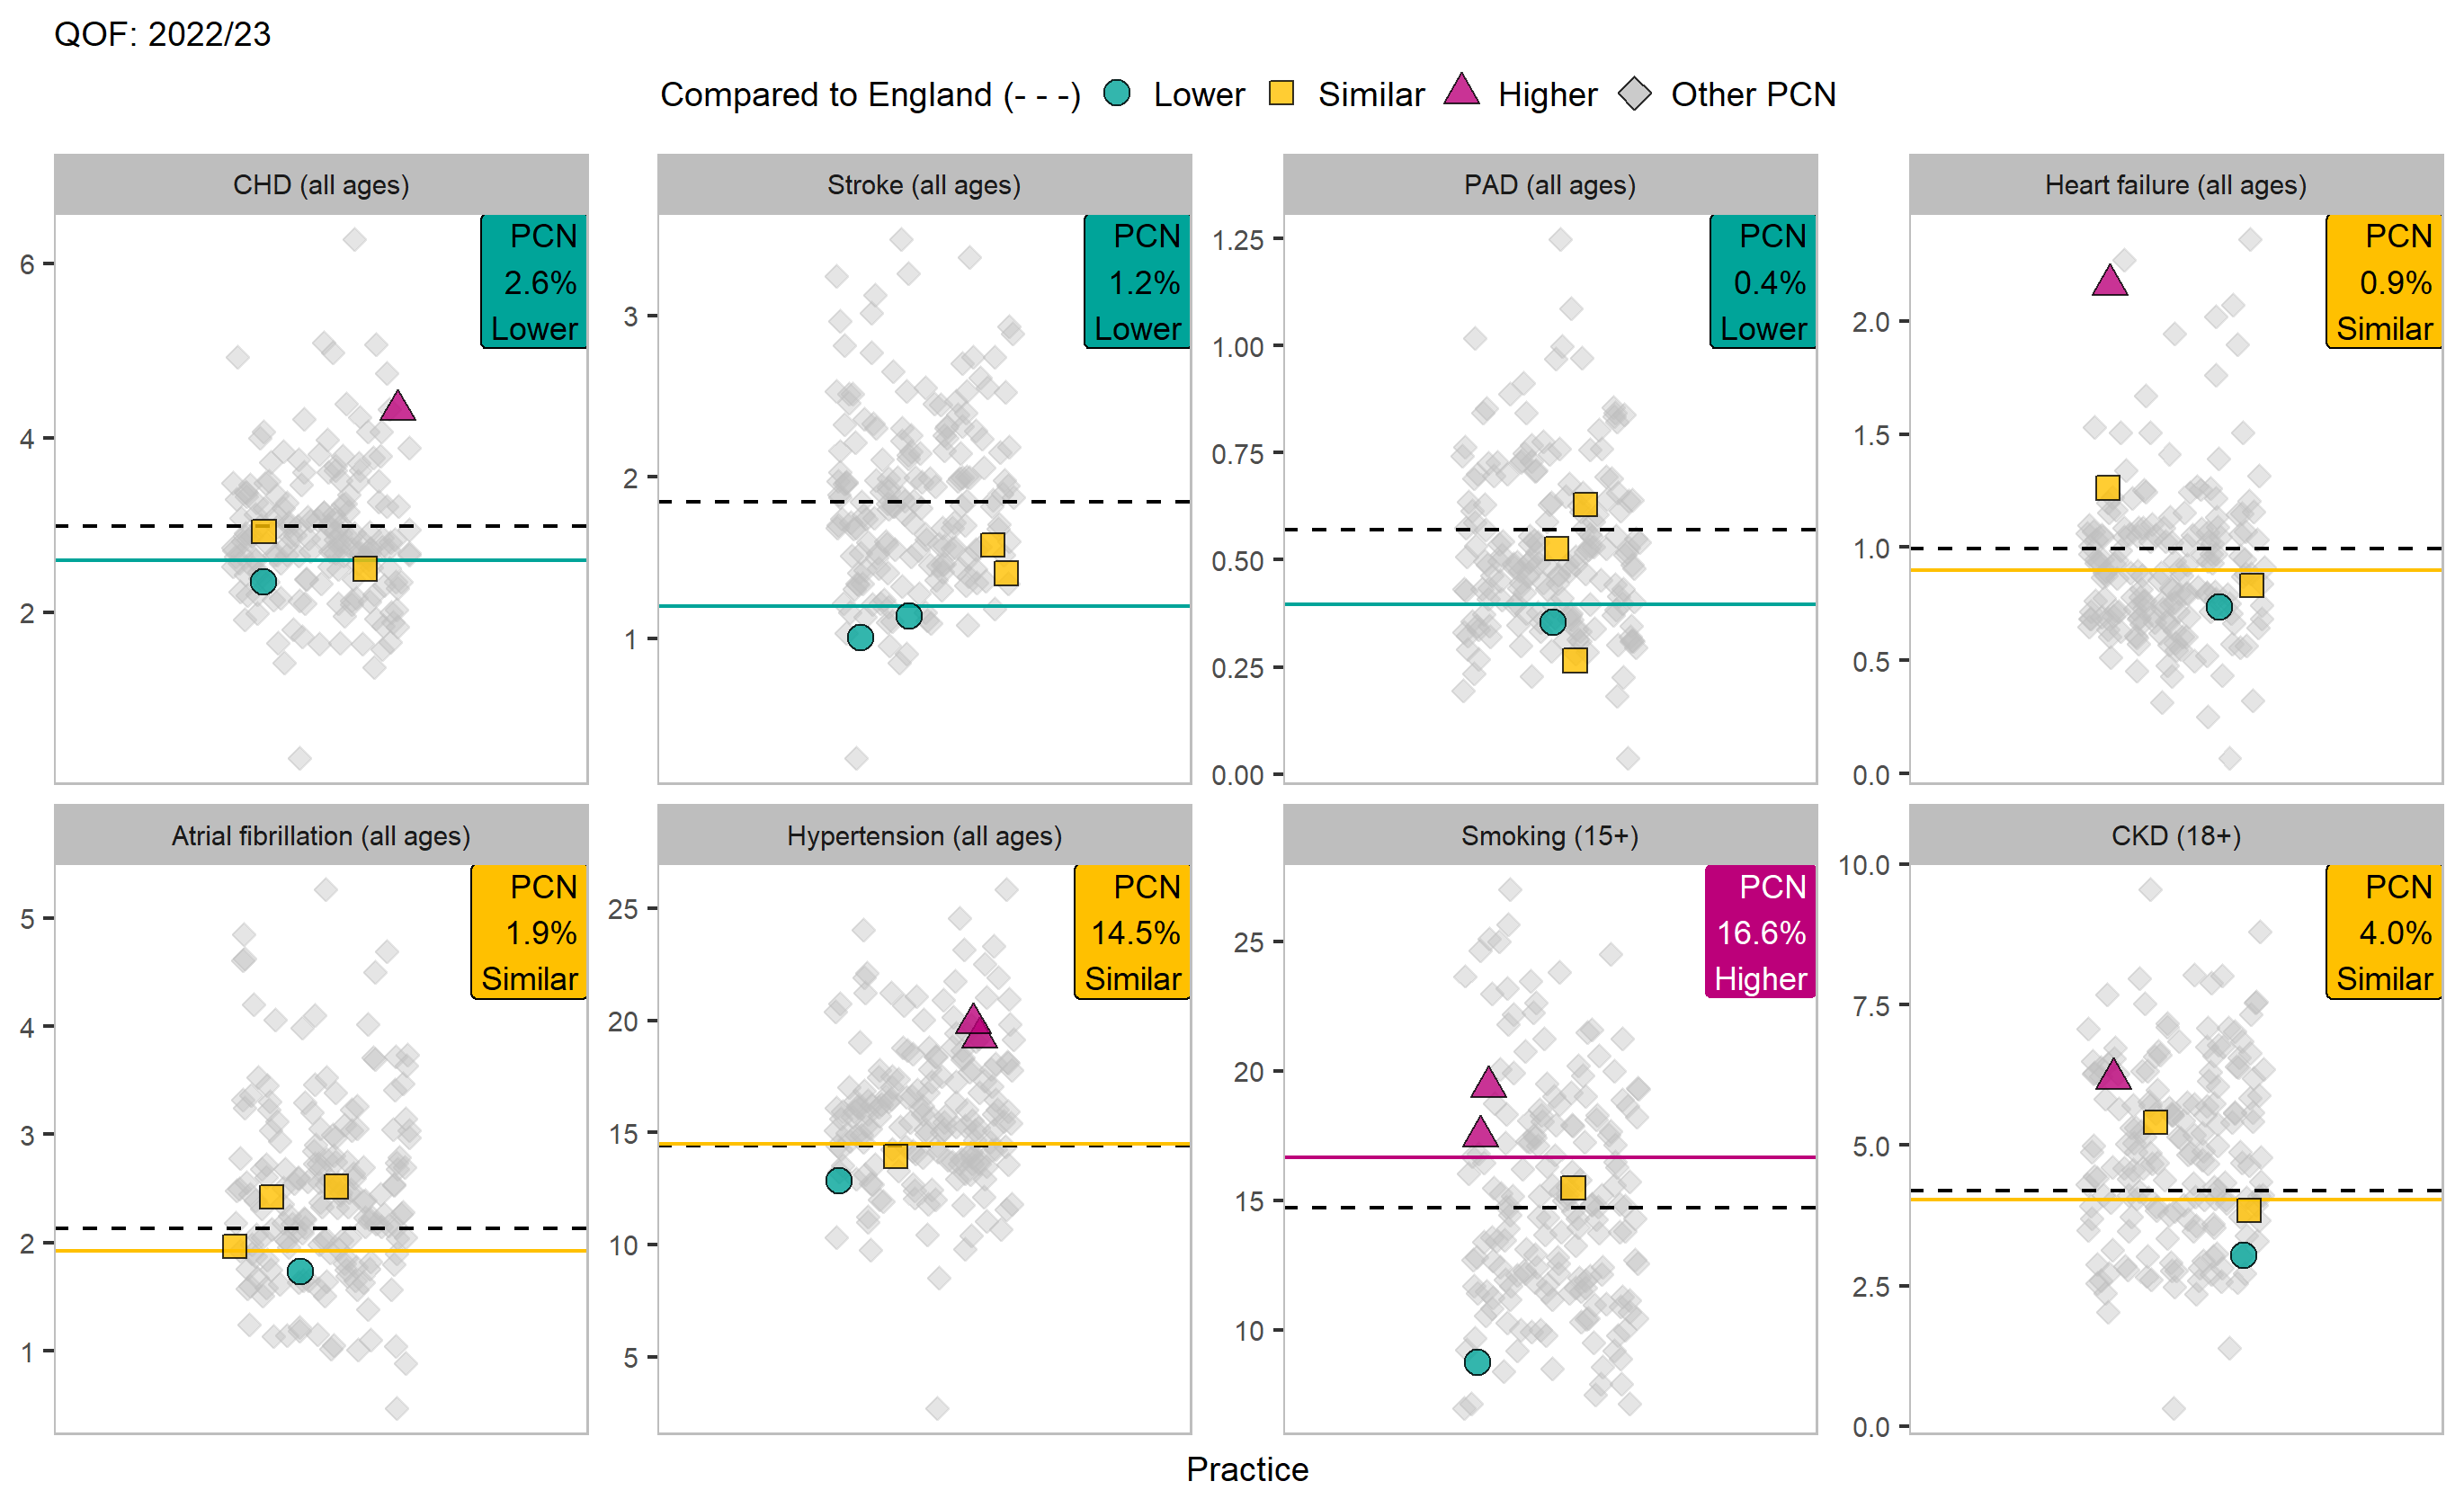 QOF: 2022/23
Compared to England (- - -) Lower Similar Higher Other PCN
CHD (all ages)
6
4
2
PCN
2.6%
Lower
Stroke (all ages)
3
2
1
PCN
1.2%
Lower
PAD (all ages)
1.25
1.00
0.75
0.50
0.25
0.00
PCN
0.4%
Lower
Heart failure (all ages)
2.0
1.5
1.0
0.5
0.0
PCN
0.9%
Similar
Atrial fibrillation (all ages)
5
4
3
2
1
PCN
1.9%
Similar
Hypertension (all ages)
25
20
15
10
5
PCN
14.5%
Similar
Smoking (15+)
25
20
15
10
PCN
16.6%
Higher
CKD (18+)
10.0
7.5
5.0
2.5
0.0
PCN
4.0%
Similar
Practice